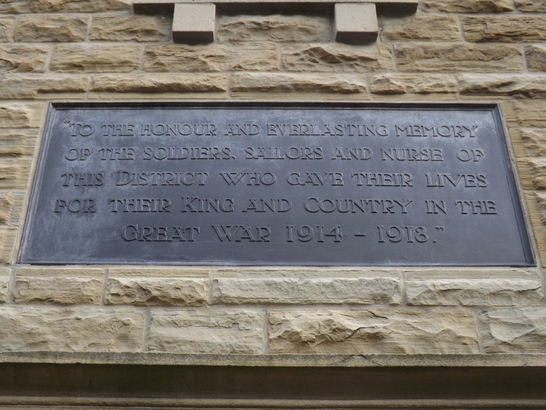 "TO THE HONOUR AND EVERLASTING MEMORY"
OF THE SOLDIERS, SAILORS AND NURSE OF
THIS DISTRICT WHO GAVE THEIR LIVES
FOR THEIR KING AND COUNTRY IN THE
GREAT WAR 1914 - 1918."